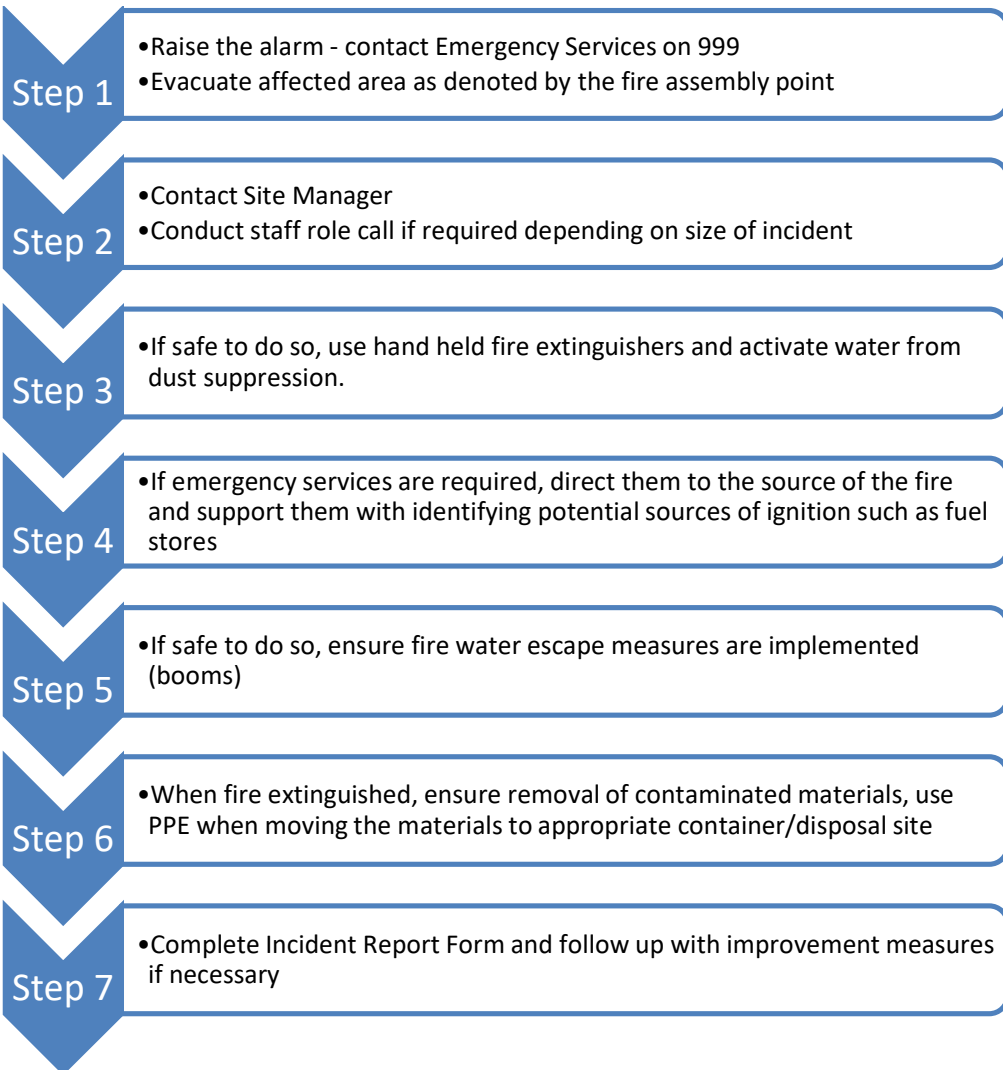 Step 1
•Raise the alarm - contact Emergency Services on 999
•Evacuate affected area as denoted by the fire assembly point
Step 2
•Contact Site Manager
•Conduct staff role call if required depending on size of incident
Step 3
•If safe to do so, use hand held fire extinguishers and activate water from
dust suppression.
Step 4
•If emergency services are required, direct them to the source of the fire
and support them with identifying potential sources of ignition such as fuel
stores
Step 5
•If safe to do so, ensure fire water escape measures are implemented
(booms)
Step 6
•When fire extinguished, ensure removal of contaminated materials, use
PPE when moving the materials to appropriate container/disposal site
Step 7
•Complete Incident Report Form and follow up with improvement measures
if necessary